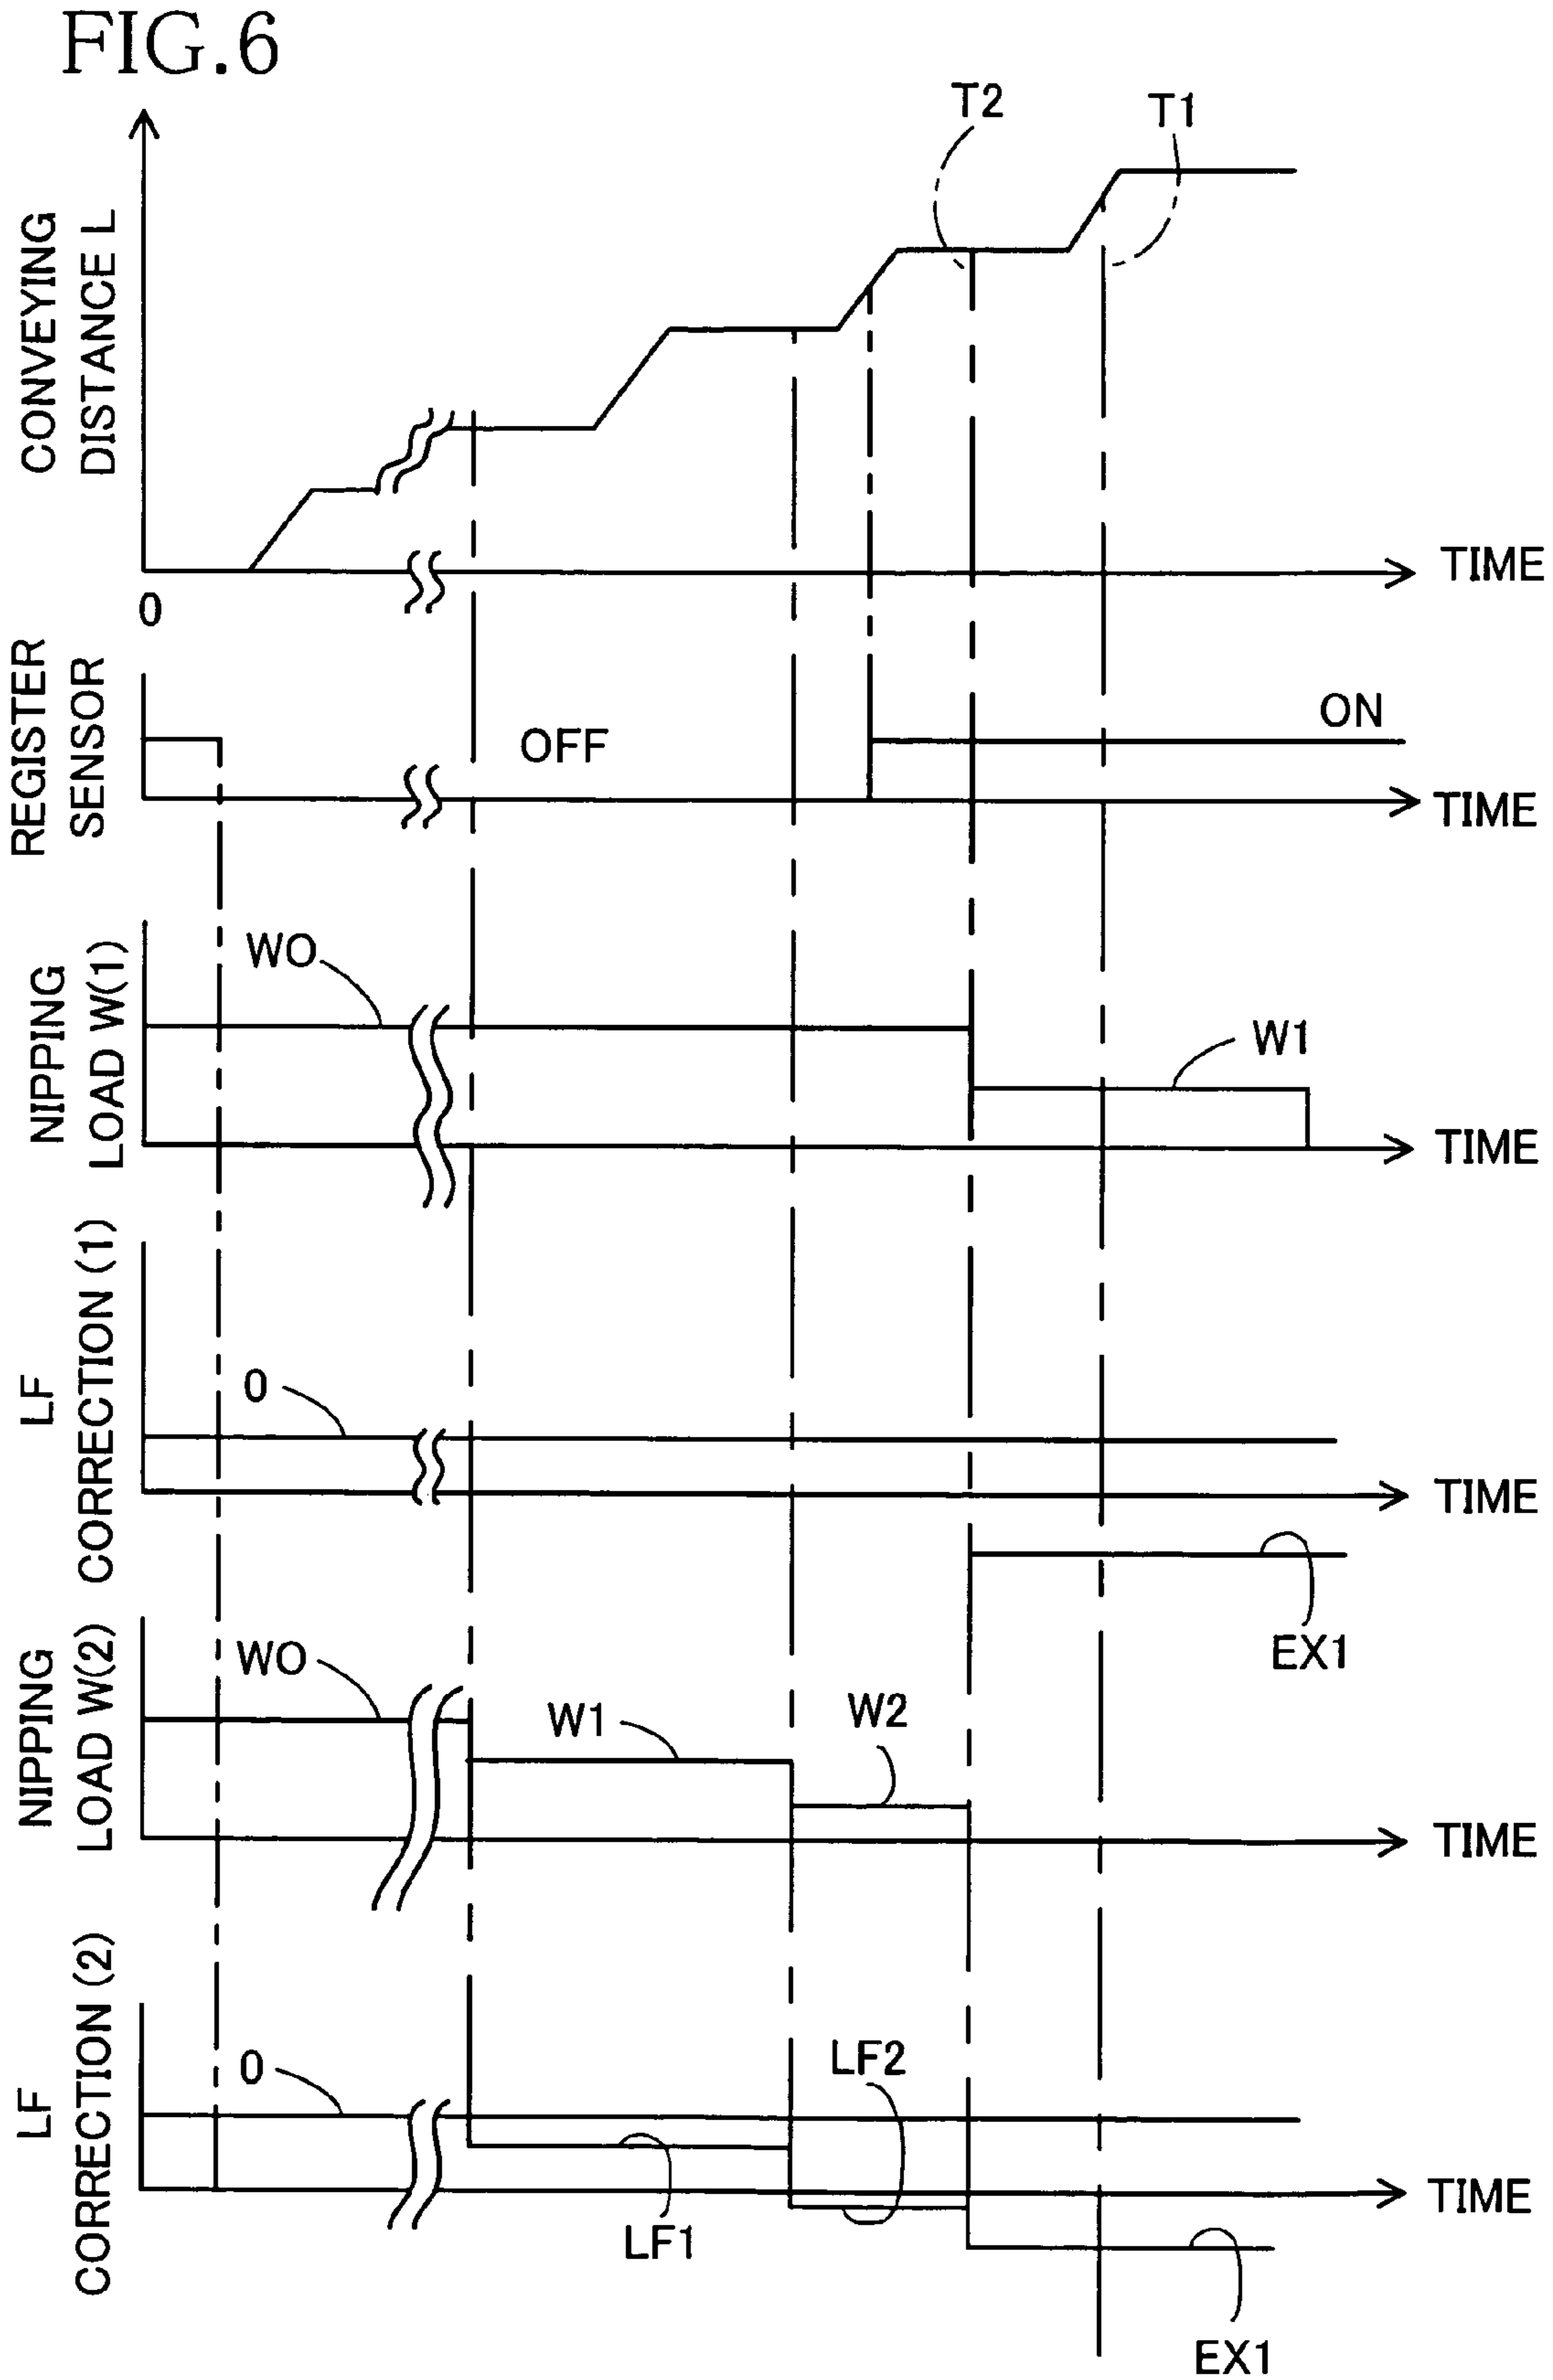 FIG.6
T2
T1
CONVEYING
DISTANCE L
TIME
0
REGISTER
SENSOR
OFF
ON
TIME
NIPPING
LOAD W(1)
WO
W1
TIME
LF
CORRECTION (1)
0
TIME
EX1
NIPPING
LOAD W(2)
WO
W1
W2
TIME
LF
CORRECTION (2)
0
LF2
LF1
TIME
EX1